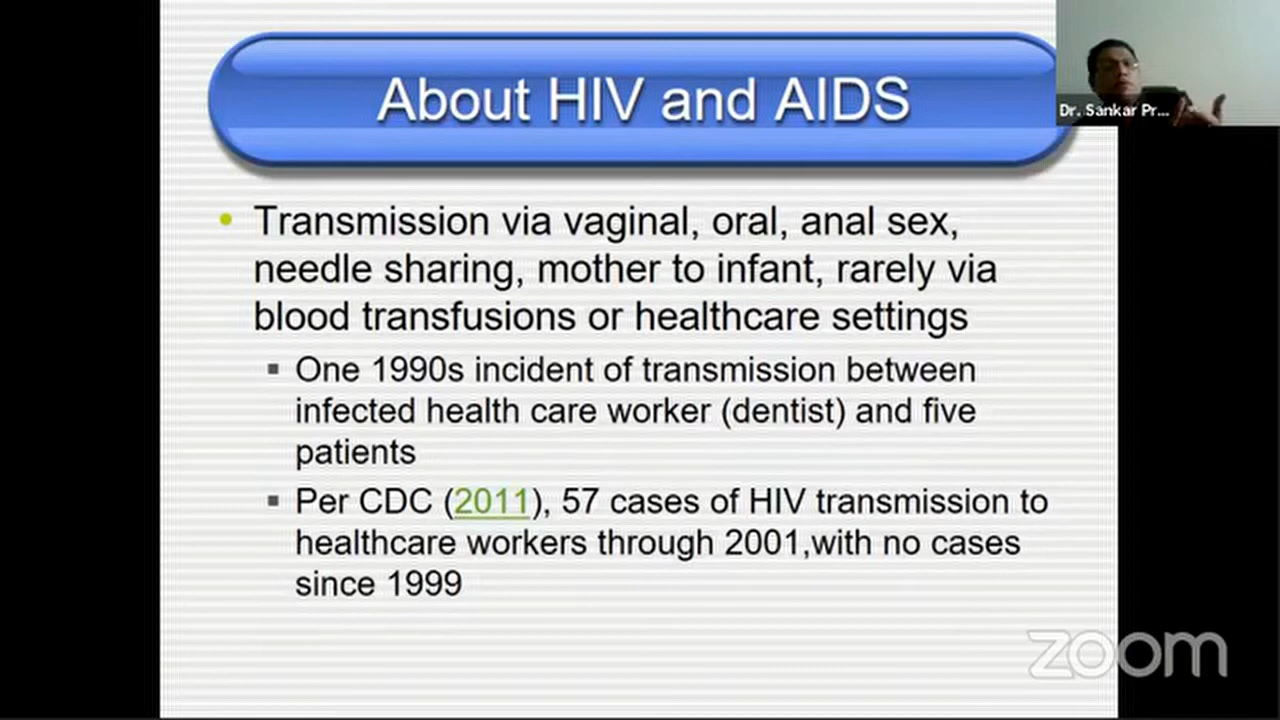 About HIV and AIDS
Dr. Sankar Pr...
• Transmission via vaginal, oral, anal sex,
needle sharing, mother to infant, rarely via
blood transfusions or healthcare settings
▪ One 1990s incident of transmission between
infected health care worker (dentist) and five
patients
▪ Per CDC (2011), 57 cases of HIV transmission to
healthcare workers through 2001,with no cases
since 1999
zoom